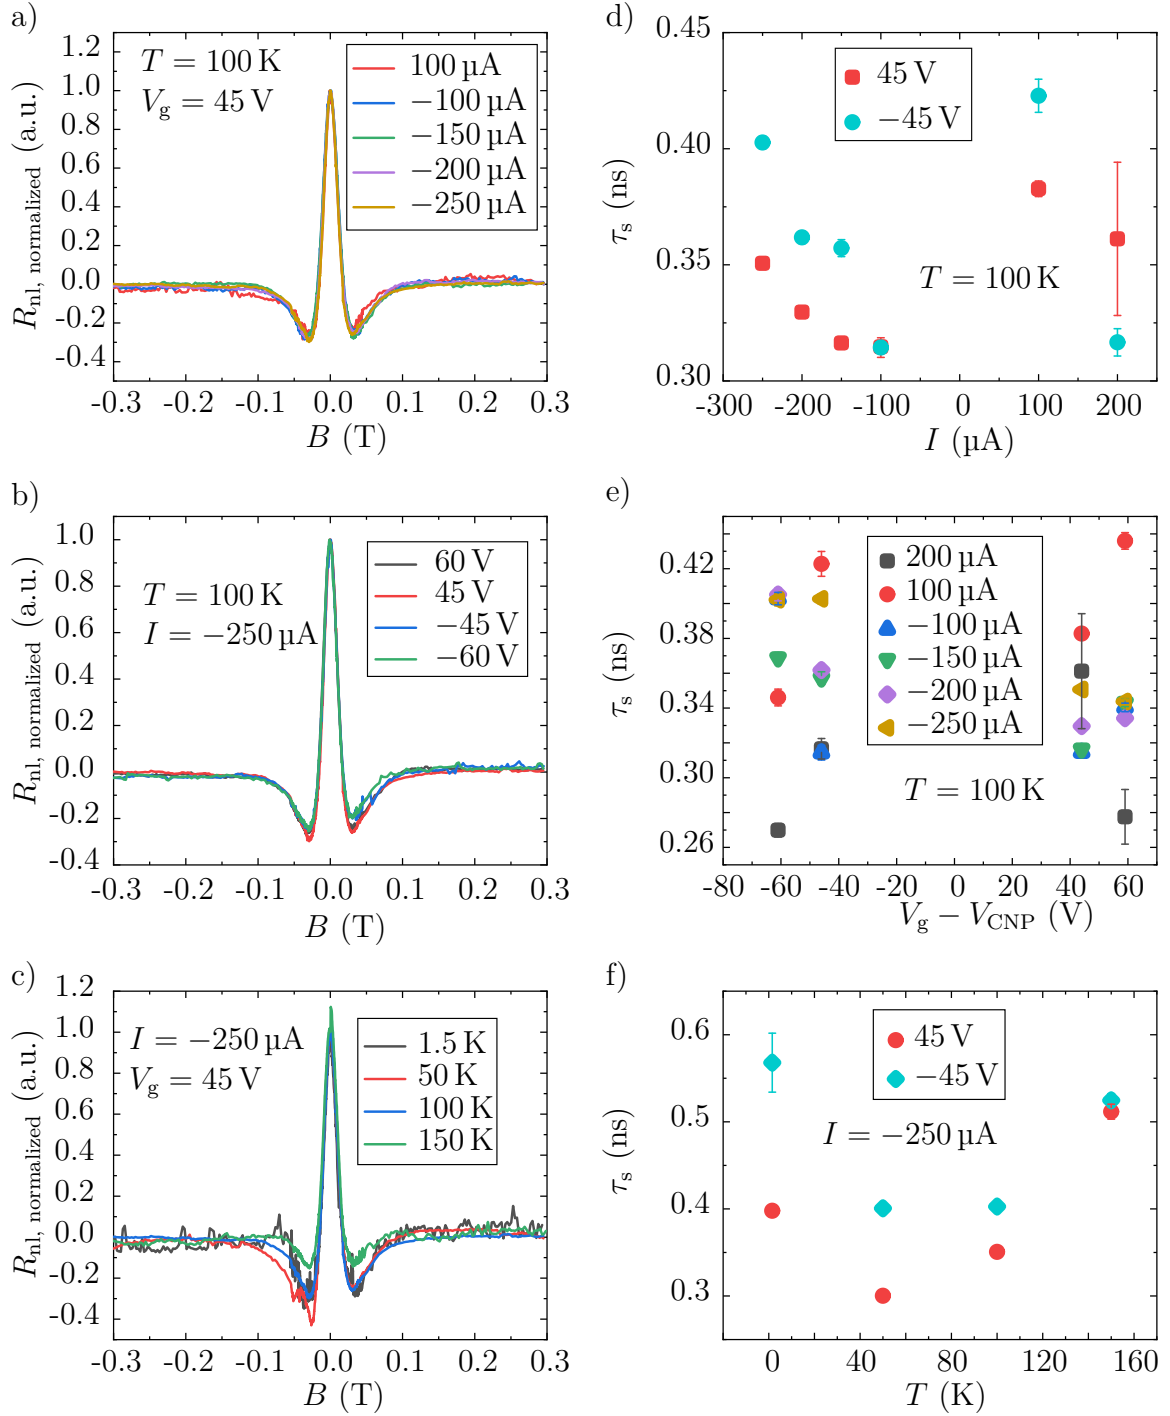 a)
1.2
1.0
0.8
0.6
0.4
0.2
0.0
-0.2
-0.4
R_nl, normalized (a.u.)
T = 100 K
V_g = 45 V
100 µA
−100 µA
−150 µA
−200 µA
−250 µA
-0.3 -0.2 -0.1 0.0 0.1 0.2 0.3
B (T)
d)
0.45
0.40
0.35
0.30
τ_s (ns)
45 V
−45 V
T = 100 K
-300 -200 -100 0 100 200
I (µA)
b)
1.0
0.8
0.6
0.4
0.2
0.0
-0.2
-0.4
R_nl, normalized (a.u.)
T = 100 K
I = −250 µA
60 V
45 V
−45 V
−60 V
-0.3 -0.2 -0.1 0.0 0.1 0.2 0.3
B (T)
e)
0.42
0.38
0.34
0.30
0.26
τ_s (ns)
200 µA
100 µA
−100 µA
−150 µA
−200 µA
−250 µA
T = 100 K
-80 -60 -40 -20 0 20 40 60
V_g − V_CNP (V)
c)
1.2
1.0
0.8
0.6
0.4
0.2
0.0
-0.2
-0.4
R_nl, normalized (a.u.)
I = −250 µA
V_g = 45 V
1.5 K
50 K
100 K
150 K
-0.3 -0.2 -0.1 0.0 0.1 0.2 0.3
B (T)
f)
0.6
0.5
0.4
0.3
τ_s (ns)
45 V
−45 V
I = −250 µA
0 40 80 120 160
T (K)